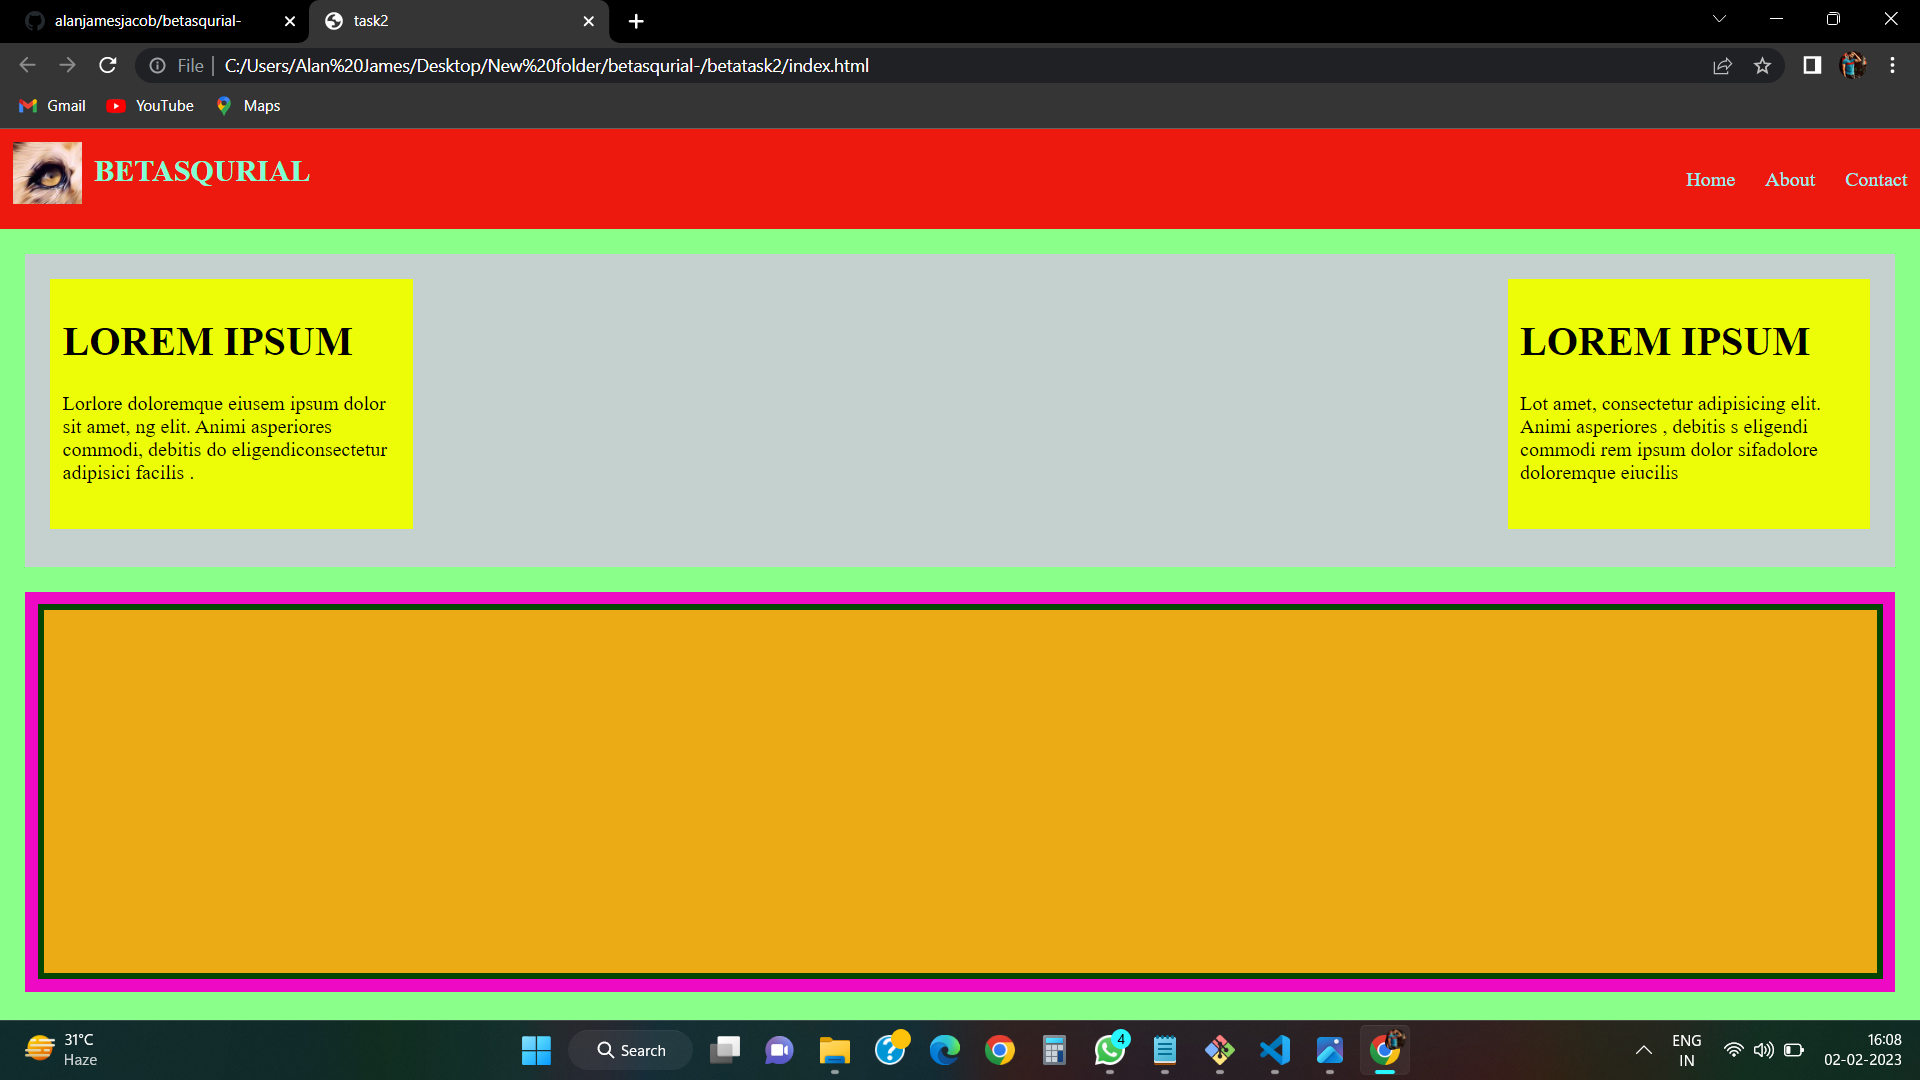 alanjamesjacob/betasqurial-
task2
File
C:/Users/Alan%20James/Desktop/New%20folder/betasqurial-/betatask2/index.html
Gmail
YouTube
Maps
BETASQURIAL
Home
About
Contact
LOREM IPSUM
Lorlore doloremque eiusem ipsum dolor
sit amet, ng elit. Animi asperiores
commodi, debitis do eligendiconsectetur
adipisici facilis .
LOREM IPSUM
Lot amet, consectetur adipisicing elit.
Animi asperiores , debitis s eligendi
commodi rem ipsum dolor sifadolore
doloremque eiucilis
31°C
Haze
Search
4
ENG
IN
16:08
02-02-2023